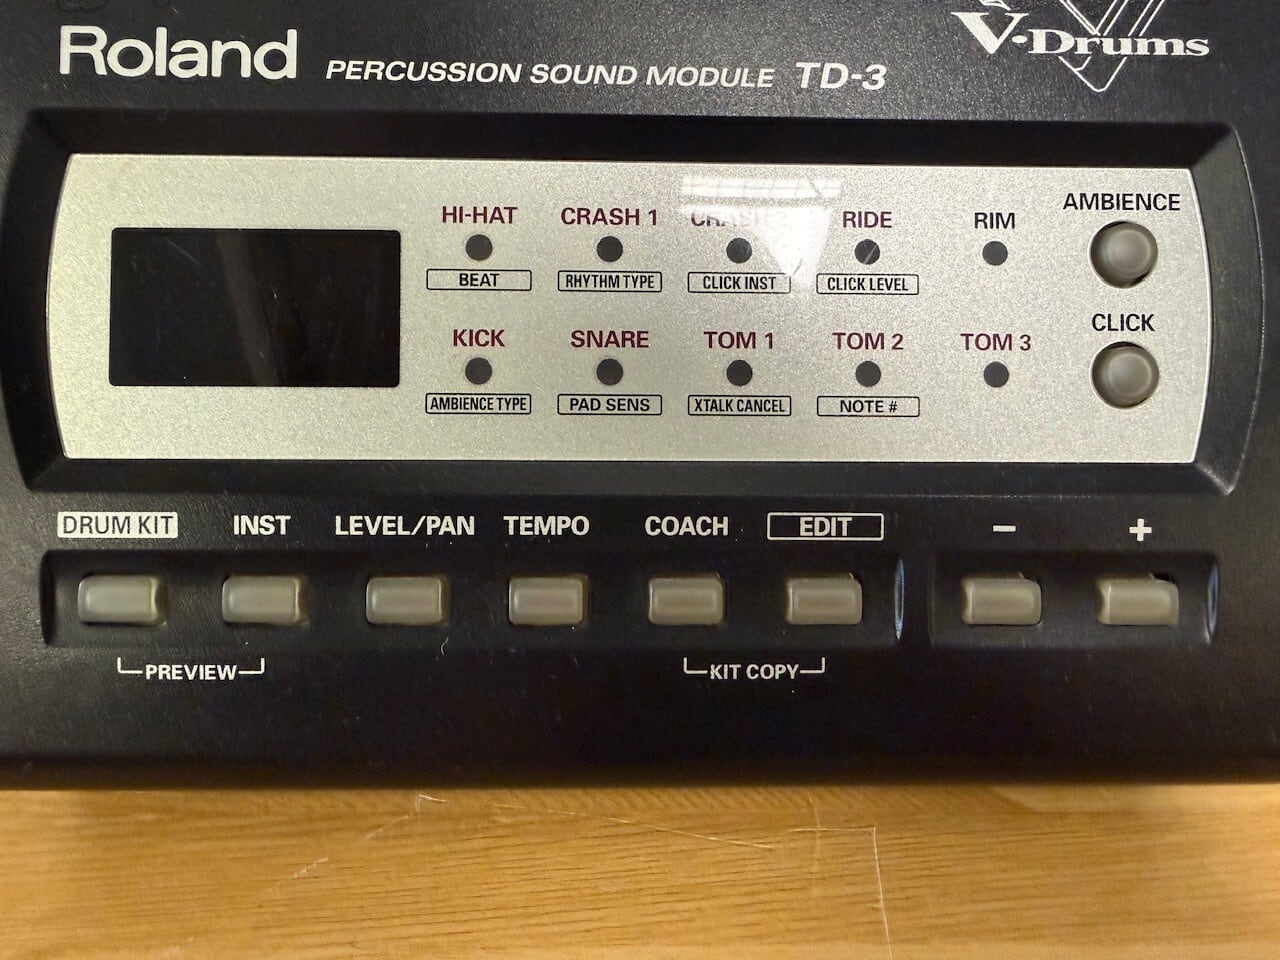 Roland PERCUSSION SOUND MODULE TD-3 V-Drums
HI-HAT CRASH 1 CRASH RIDE RIM AMBIENCE
BEAT RHYTHM TYPE CLICK INST CLICK LEVEL
CLICK
KICK SNARE TOM 1 TOM 2 TOM 3
AMBIENCE TYPE PAD SENS XTALK CANCEL NOTE #
DRUM KIT INST LEVEL/PAN TEMPO COACH EDIT − +
PREVIEW KIT COPY